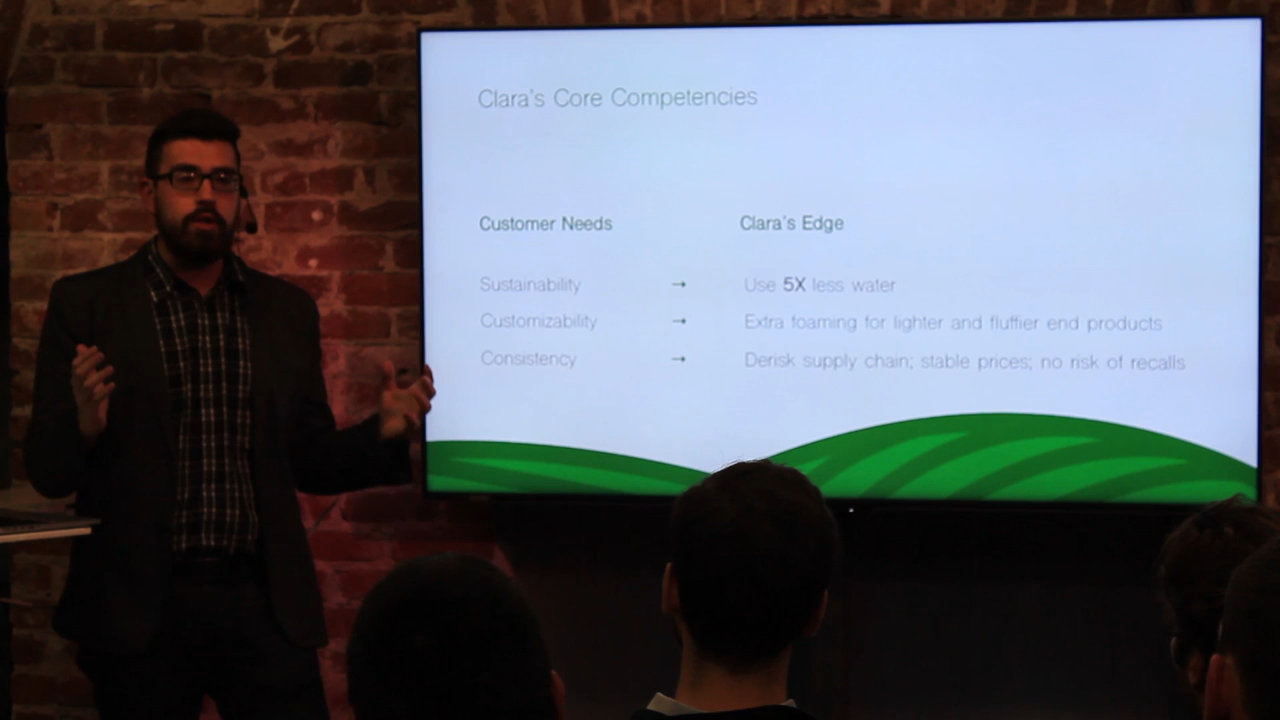 Clara's Core Competencies
Customer Needs Clara's Edge
Sustainability → Use 5X less water
Customizability → Extra foaming for lighter and fluffier end products
Consistency → Derisk supply chain; stable prices; no risk of recalls